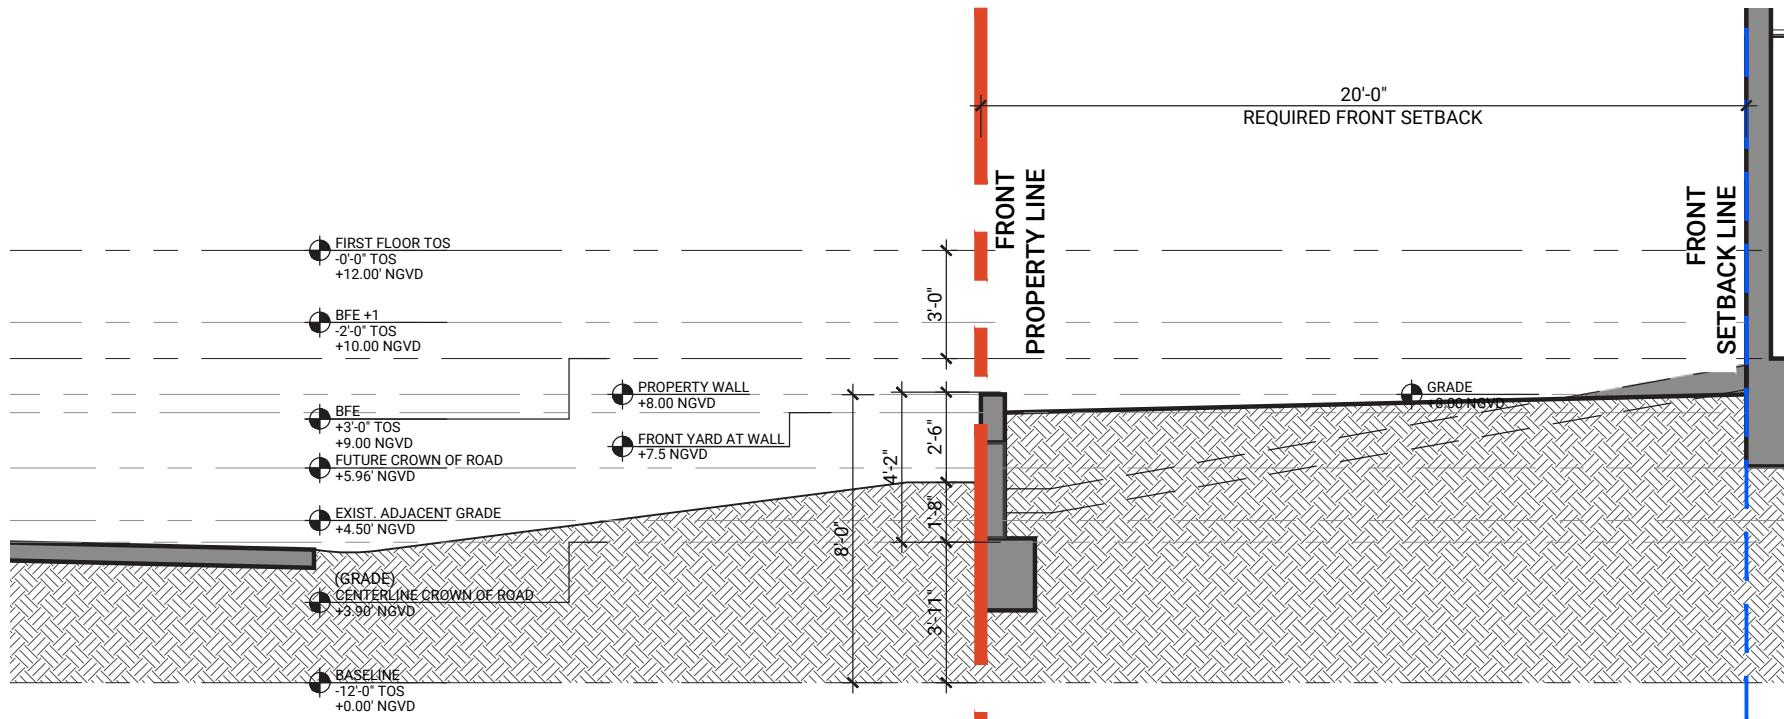 20'-0"
REQUIRED FRONT SETBACK
FRONT
PROPERTY LINE
FRONT
SETBACK LINE
FIRST FLOOR TOS
-0'-0" TOS
+12.00' NGVD
BFE +1
-2'-0" TOS
+10.00 NGVD
3'-0"
PROPERTY WALL
+8.00 NGVD
GRADE
+8.00 NGVD
BFE
+3'-0" TOS
+9.00 NGVD
FRONT YARD AT WALL
+7.5 NGVD
FUTURE CROWN OF ROAD
+5.96' NGVD
2'-6"
4'-2"
EXIST. ADJACENT GRADE
+4.50' NGVD
1'-8"
8'-0"
(GRADE)
CENTERLINE CROWN OF ROAD
+3.90' NGVD
3'-11"
BASELINE
-12'-0" TOS
+0.00' NGVD